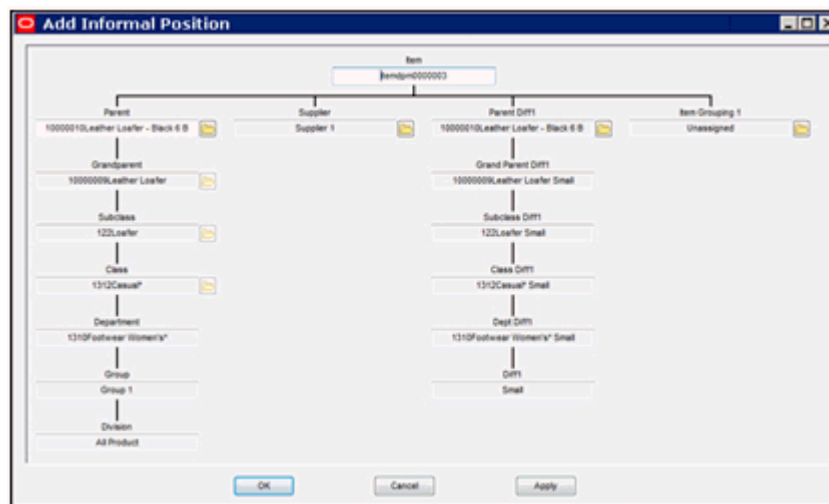 Add Informal Position
Item
itemdpm0000003
Parent
Supplier
Parent Diff1
Item Grouping 1
10000010Leather Loafer - Black 6 B
Supplier 1
10000010Leather Loafer - Black 6 B
Unassigned
Grandparent
Grand Parent Diff1
10000009Leather Loafer
10000009Leather Loafer Small
Subclass
Subclass Diff1
122Loafer
122Loafer Small
Class
Class Diff1
1312Casual*
1312Casual* Small
Department
Dept Diff1
1310Footwear Women's*
1310Footwear Women's* Small
Group
Diff1
Group 1
Small
Division
All Product
OK
Cancel
Apply